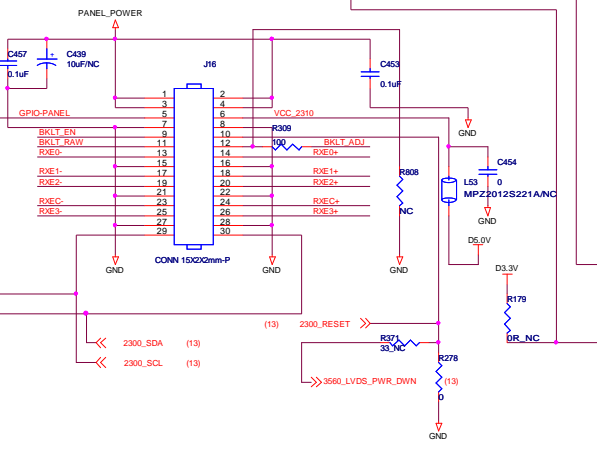 PANEL_POWER
C457
0.1uF
C439
10uF/NC
J16
C453
0.1uF
GND
1 2
3 4
GPIO-PANEL 5 6 VCC_2310
7 8 R309
BKLT_EN 9 10 100
BKLT_RAW 11 12 BKLT_ADJ
RXE0- 13 14 RXE0+
15 16
RXE1- 17 18 RXE1+
RXE2- 19 20 RXE2+
21 22
RXEC- 23 24 RXEC+
RXE3- 25 26 RXE3+
27 28
29 30
CONN 15X2X2mm-P
GND
GND
R808
NC
GND
C454
0
L53
MPZ2012S221A/NC
GND
D5.0V
D3.3V
R179
0R_NC
(13) 2300_RESET
2300_SDA (13)
2300_SCL (13)
R371
33_NC
R278
3560_LVDS_PWR_DWN (13)
0
GND